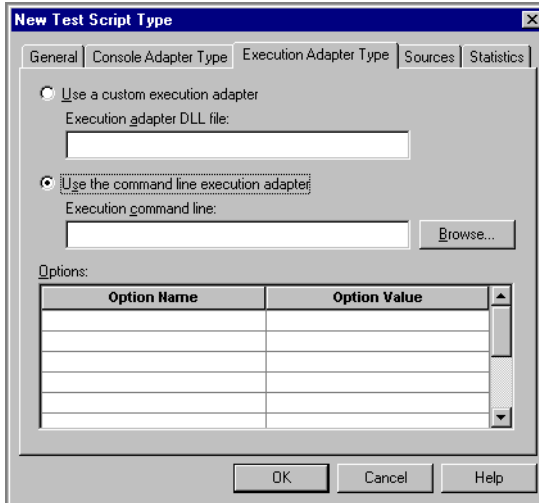 New Test Script Type
General Console Adapter Type Execution Adapter Type Sources Statistics
Use a custom execution adapter
Execution adapter DLL file:
Use the command line execution adapter
Execution command line:
Browse...
Options:
Option Name Option Value
OK Cancel Help